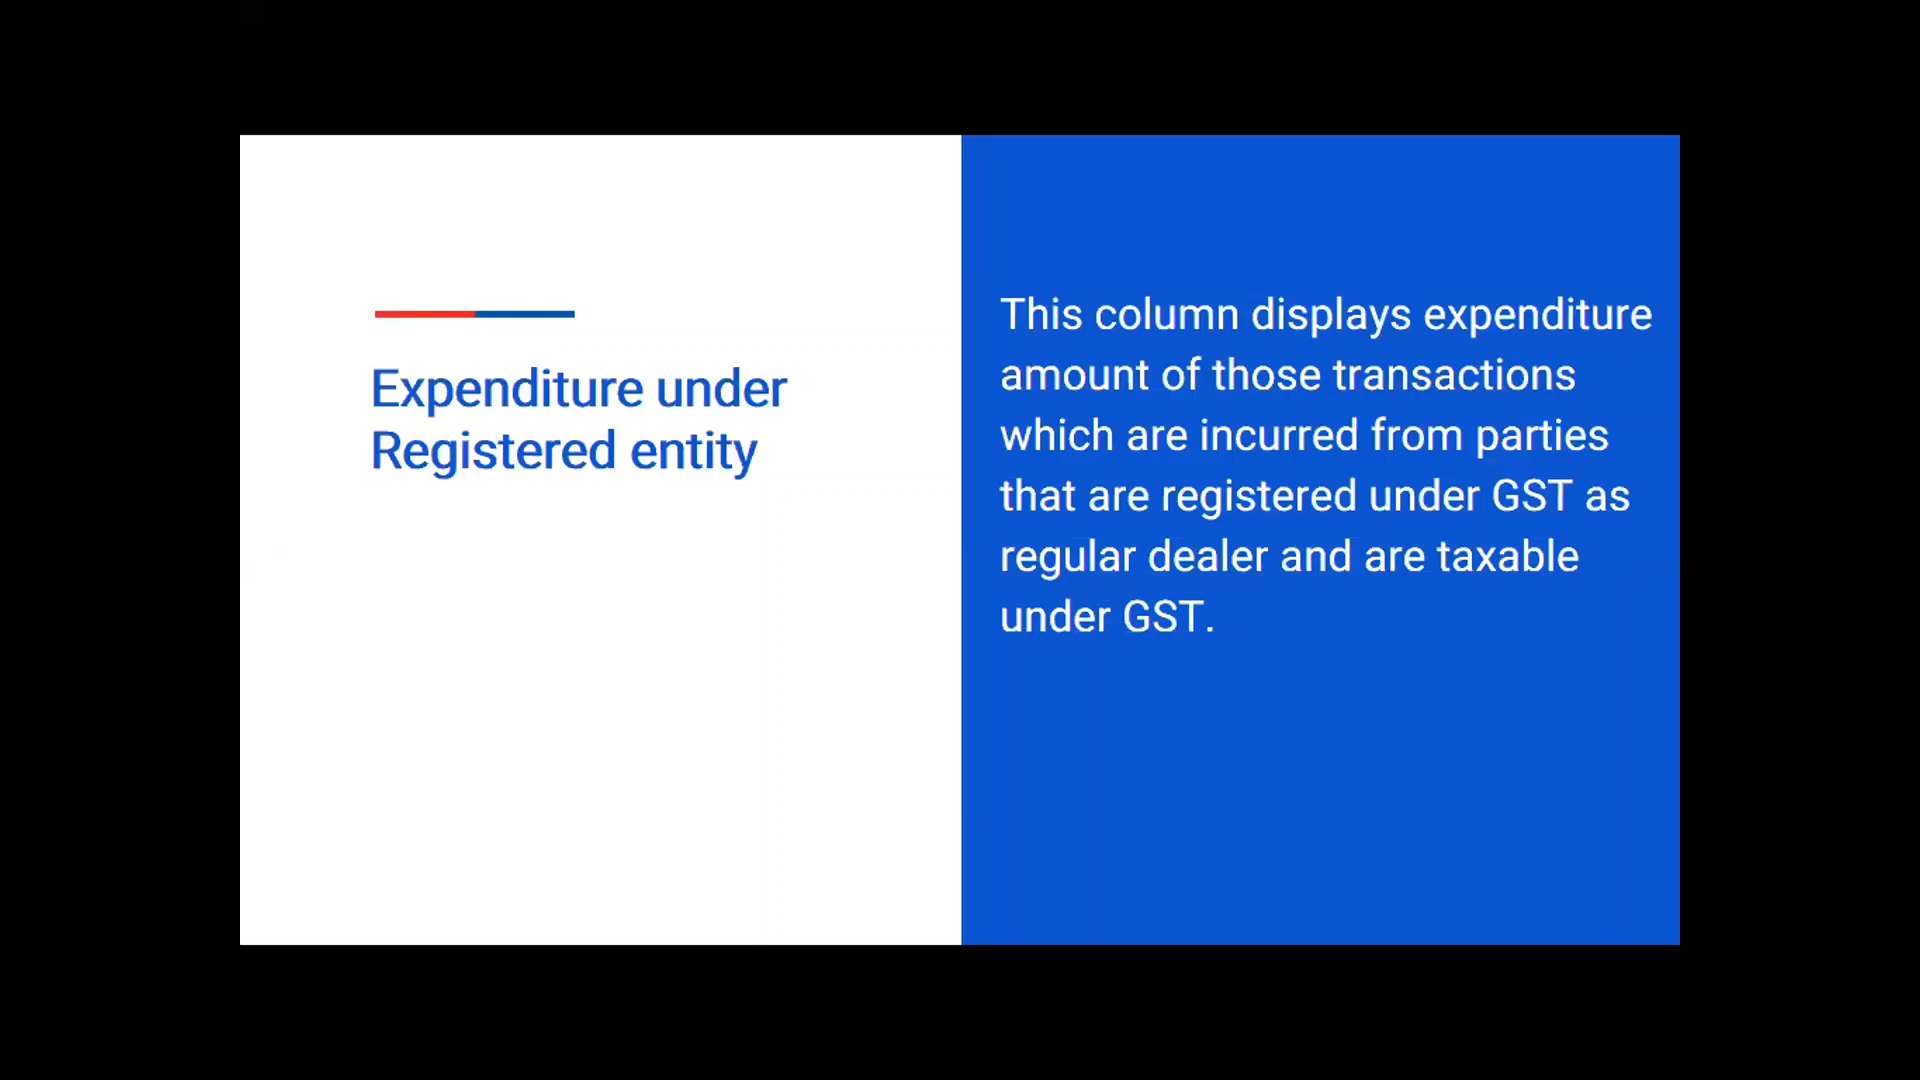 Expenditure under
Registered entity
This column displays expenditure
amount of those transactions
which are incurred from parties
that are registered under GST as
regular dealer and are taxable
under GST.